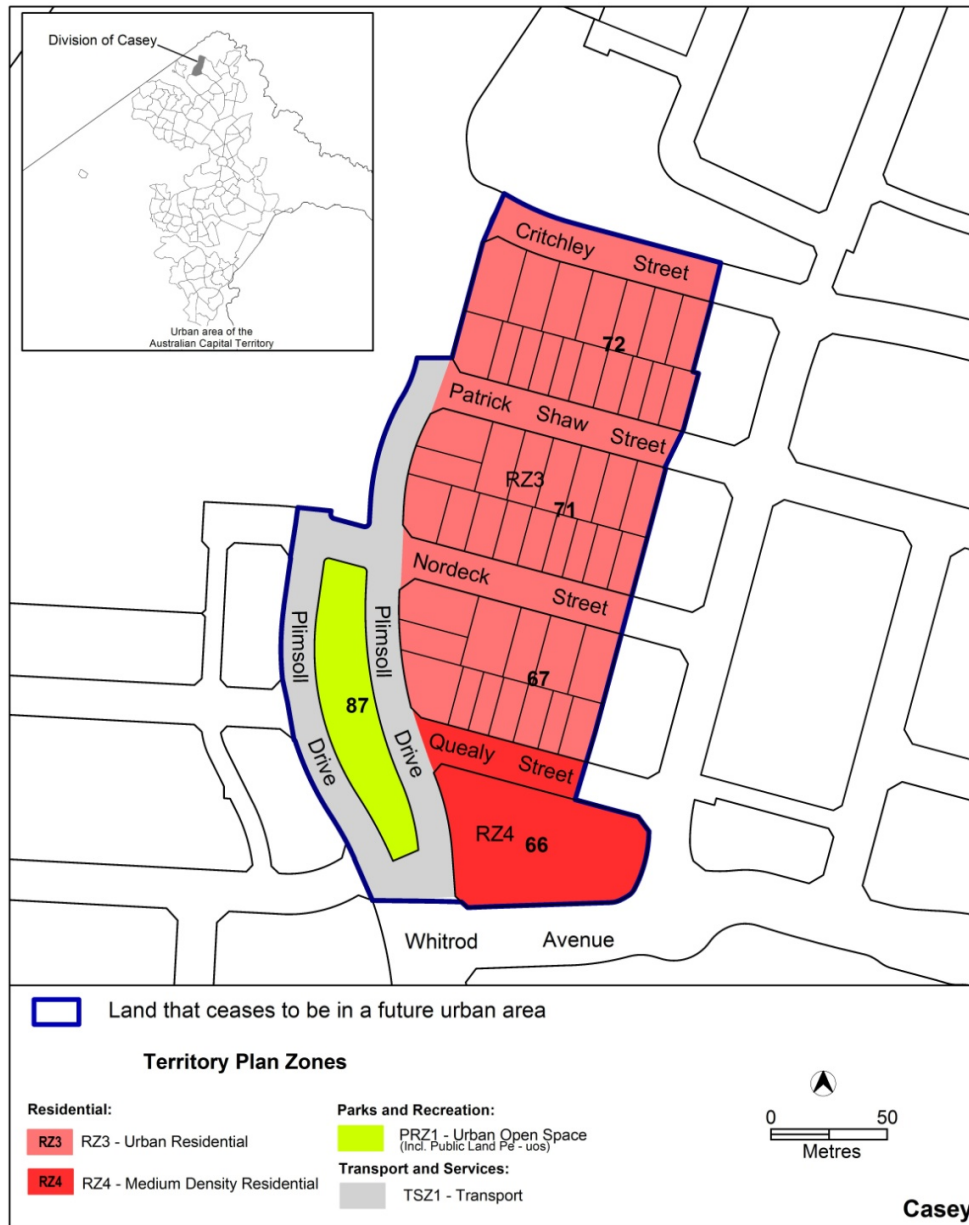 Division of Casey
Urban area of the
Australian Capital Territory
Critchley Street
72
Patrick Shaw Street
RZ3
71
Nordeck Street
Plimsoll Drive
Plimsoll Drive
87
67
Quealy Street
RZ4 66
Whitrod Avenue
Land that ceases to be in a future urban area
Territory Plan Zones
Residential:
RZ3 RZ3 - Urban Residential
RZ4 RZ4 - Medium Density Residential
Parks and Recreation:
PRZ1 - Urban Open Space
(Incl. Public Land Pe - uos)
Transport and Services:
TSZ1 - Transport
0 50
Metres
Casey